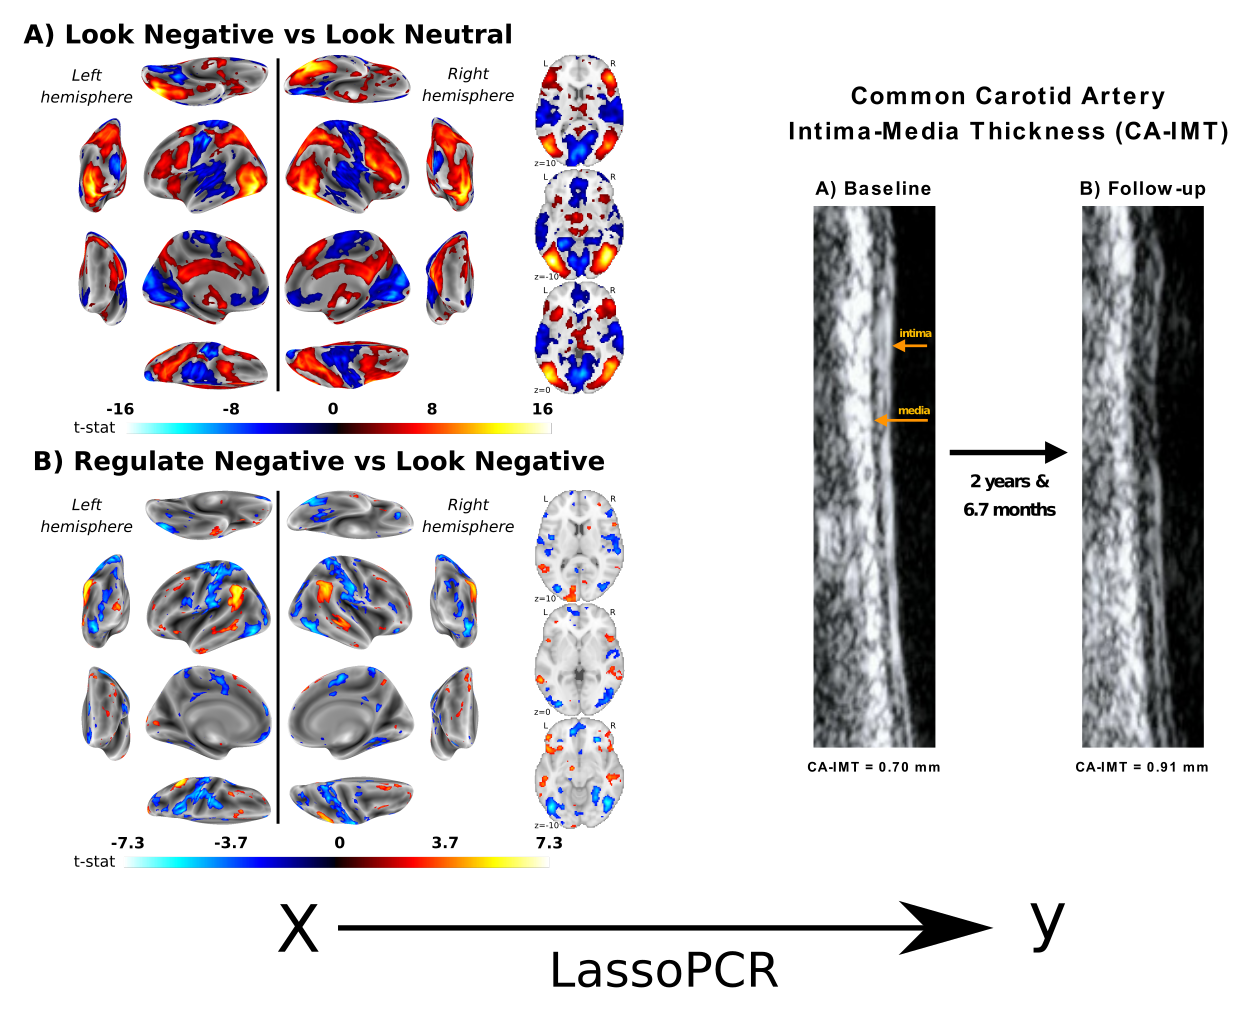 A) Look Negative vs Look Neutral
Left
hemisphere
Right
hemisphere
L R
z=10
L R
z=-10
L R
z=0
-16 -8 0 8 16
t-stat
B) Regulate Negative vs Look Negative
Left
hemisphere
Right
hemisphere
L R
z=10
L R
z=0
L R
z=-10
-7.3 -3.7 0 3.7 7.3
t-stat
Common Carotid Artery
Intima-Media Thickness (CA-IMT)
A) Baseline
B) Follow-up
intima
media
2 years &
6.7 months
CA-IMT = 0.70 mm
CA-IMT = 0.91 mm
X
y
LassoPCR